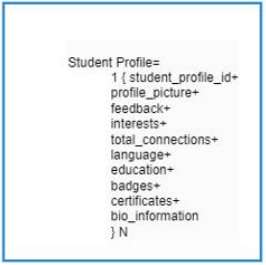 Student Profile=
1 { student_profile_id+
profile_picture+
feedback+
interests+
total_connections+
language+
education+
badges+
certificates+
bio_information
} N